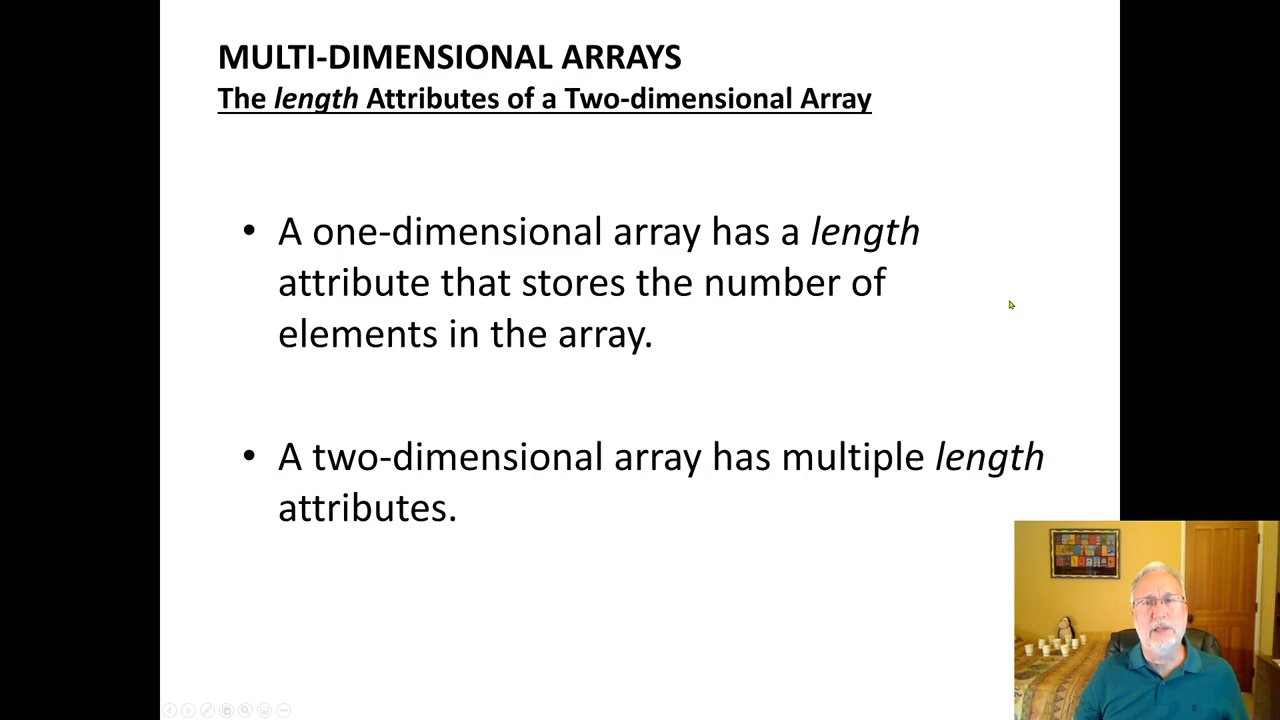 MULTI-DIMENSIONAL ARRAYS
The length Attributes of a Two-dimensional Array
• A one-dimensional array has a length
attribute that stores the number of
elements in the array.
• A two-dimensional array has multiple length
attributes.